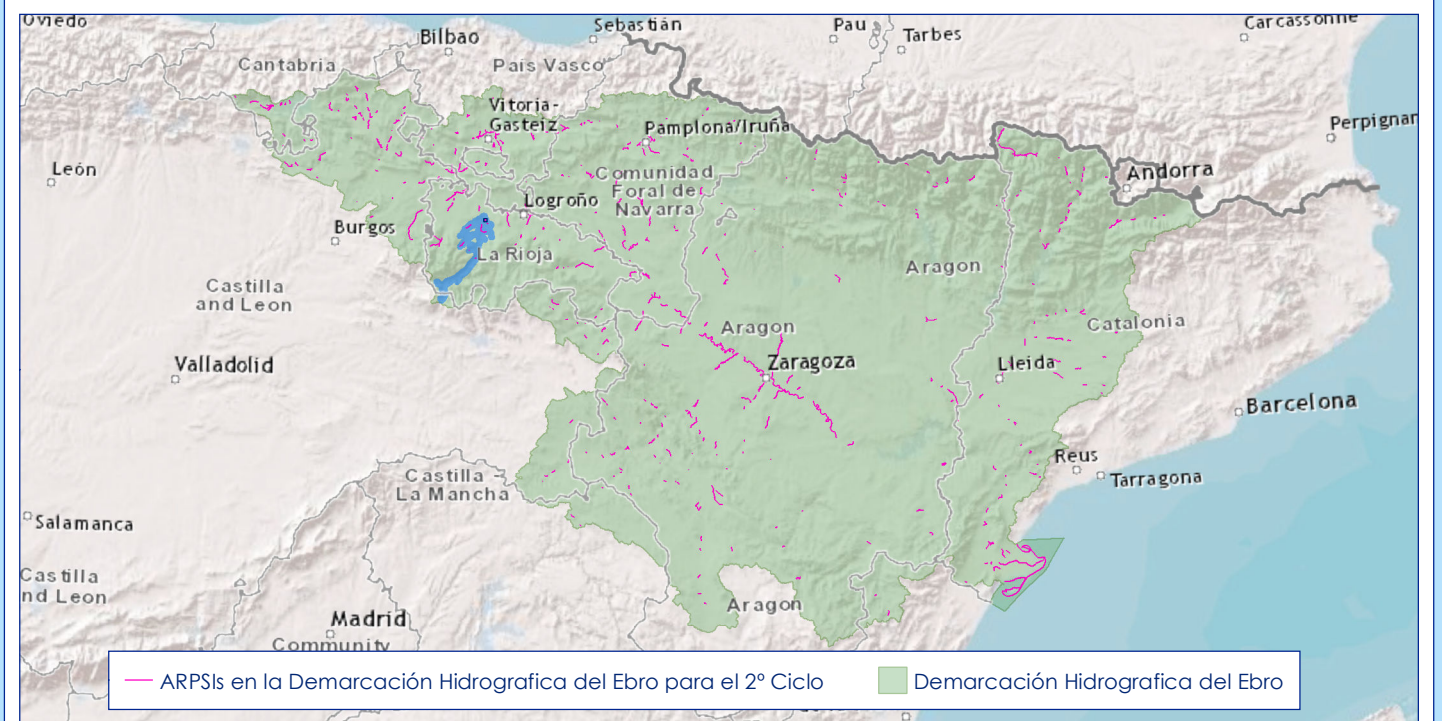 Oviedo
Sebastián
Pau
Carcassonne
Bilbao
Tarbes
Cantabria
País Vasco
Vitoria-
Gasteiz
Pamplona/Iruña
Perpignan
León
Comunidad
Foral de
Navarra
Andorra
Logroño
Burgos
La Rioja
Aragon
Castilla
and Leon
Aragon
Catalonia
Valladolid
Zaragoza
Lleida
Barcelona
Reus
Castilla
La Mancha
Tarragona
Salamanca
Castilla
nd Leon
Aragon
Madrid
Community
ARPSIs en la Demarcación Hidrografica del Ebro para el 2º Ciclo
Demarcación Hidrografica del Ebro